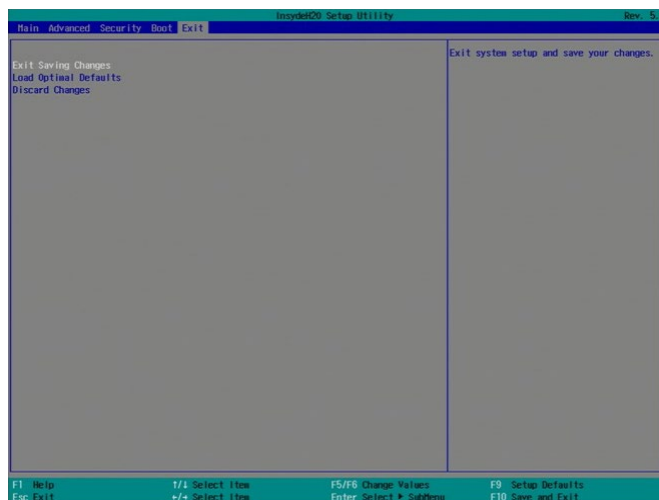 InsydeH20 Setup Utility Rev. 5.
Main Advanced Security Boot Exit
Exit system setup and save your changes.
Exit Saving Changes
Load Optimal Defaults
Discard Changes
F1 Help ↑/↓ Select Item F5/F6 Change Values F9 Setup Defaults
Esc Exit ←/→ Select Item Enter Select ▶ SubMenu F10 Save and Exit